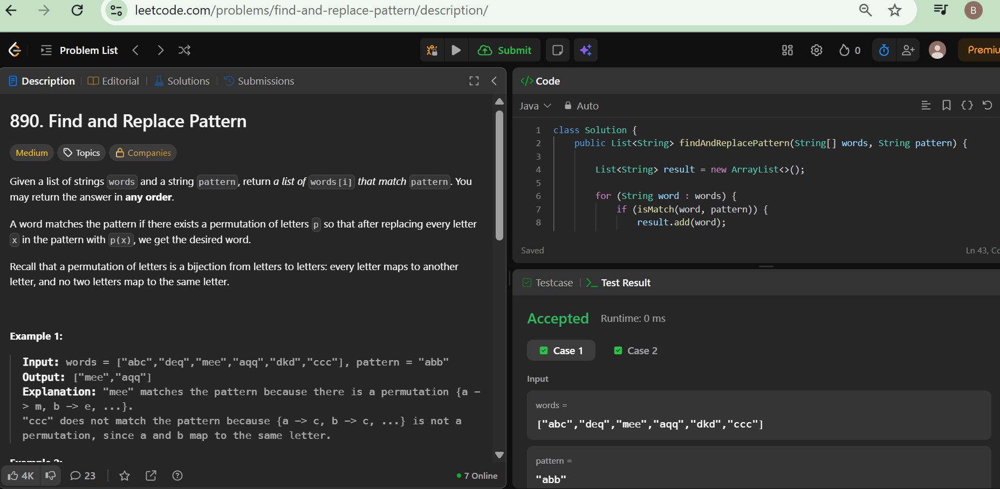 leetcode.com/problems/find-and-replace-pattern/description/
B
Problem List
Submit
0
Premiu
Description
Editorial
Solutions
Submissions
890. Find and Replace Pattern
Medium
Topics
Companies
Given a list of strings words and a string pattern, return a list of words[i] that match pattern. You
may return the answer in any order.
A word matches the pattern if there exists a permutation of letters p so that after replacing every letter
x in the pattern with p(x), we get the desired word.
Recall that a permutation of letters is a bijection from letters to letters: every letter maps to another
letter, and no two letters map to the same letter.
Example 1:
Input: words = ["abc","deq","mee","aqq","dkd","ccc"], pattern = "abb"
Output: ["mee","aqq"]
Explanation: "mee" matches the pattern because there is a permutation {a -
> m, b -> e, ...}.
"ccc" does not match the pattern because {a -> c, b -> c, ...} is not a
permutation, since a and b map to the same letter.
Example 2:
4K
23
7 Online
</> Code
Java
Auto
1 class Solution {
2 public List<String> findAndReplacePattern(String[] words, String pattern) {
3
4 List<String> result = new ArrayList<>();
5
6 for (String word : words) {
7 if (isMatch(word, pattern)) {
8 result.add(word);
Saved
Ln 43, Co
Testcase
>_ Test Result
Accepted
Runtime: 0 ms
Case 1
Case 2
Input
words =
["abc","deq","mee","aqq","dkd","ccc"]
pattern =
"abb"